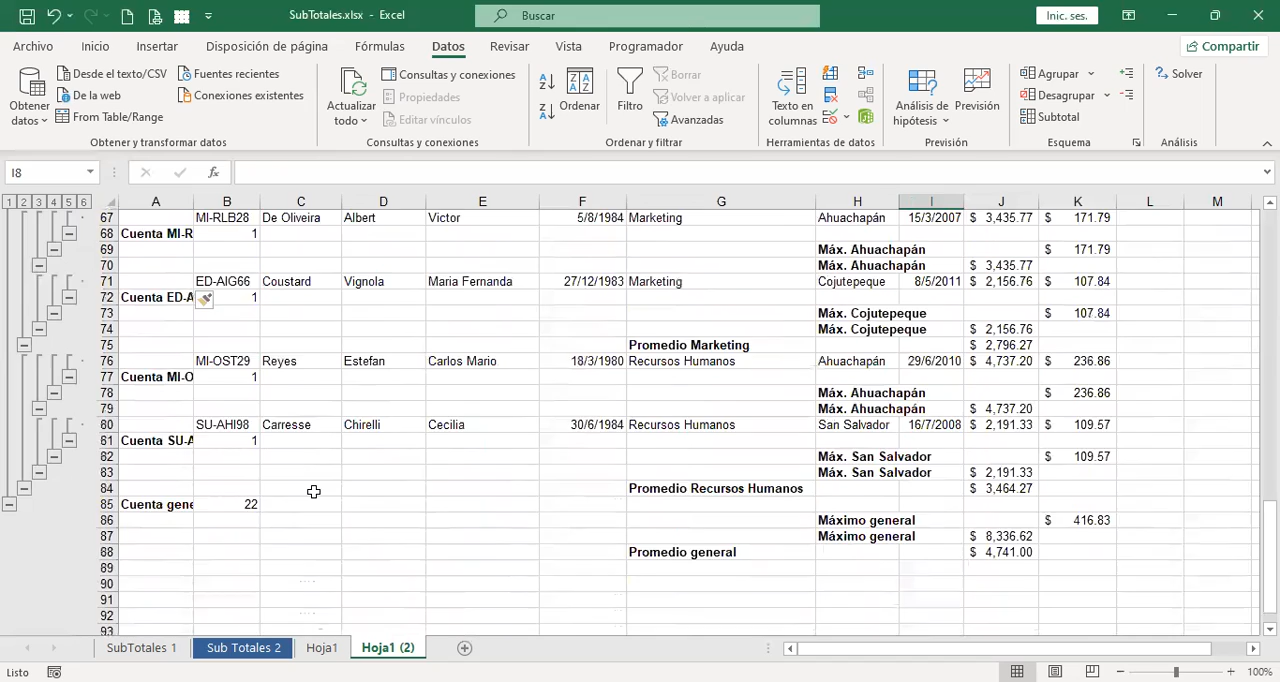 SubTotales.xlsx - Excel
Buscar
Inic. ses.
Archivo Inicio Insertar Disposición de página Fórmulas Datos Revisar Vista Programador Ayuda
Compartir
Obtener datos
Desde el texto/CSV
De la web
From Table/Range
Fuentes recientes
Conexiones existentes
Obtener y transformar datos
Actualizar todo
Consultas y conexiones
Propiedades
Editar vínculos
Consultas y conexiones
Ordenar
Filtro
Borrar
Volver a aplicar
Avanzadas
Ordenar y filtrar
Texto en columnas
Herramientas de datos
Análisis de hipótesis
Previsión
Previsión
Agrupar
Desagrupar
Subtotal
Esquema
Solver
Análisis
I8
fx
1 2 3 4 5 6 A B C D E F G H I J K L M
67 MI-RLB28 De Oliveira Albert Victor 5/8/1984 Marketing Ahuachapán 15/3/2007 $ 3,435.77 $ 171.79
68 Cuenta MI-R 1
69 Máx. Ahuachapán $ 171.79
70 Máx. Ahuachapán $ 3,435.77
71 ED-AIG66 Coustard Vignola Maria Fernanda 27/12/1983 Marketing Cojutepeque 8/5/2011 $ 2,156.76 $ 107.84
72 Cuenta ED-A 1
73 Máx. Cojutepeque $ 107.84
74 Máx. Cojutepeque $ 2,156.76
75 Promedio Marketing $ 2,796.27
76 MI-OST29 Reyes Estefan Carlos Mario 18/3/1980 Recursos Humanos Ahuachapán 29/6/2010 $ 4,737.20 $ 236.86
77 Cuenta MI-O 1
78 Máx. Ahuachapán $ 236.86
79 Máx. Ahuachapán $ 4,737.20
80 SU-AHI98 Carresse Chirelli Cecilia 30/6/1984 Recursos Humanos San Salvador 16/7/2008 $ 2,191.33 $ 109.57
61 Cuenta SU-A 1
62 Máx. San Salvador $ 109.57
83 Máx. San Salvador $ 2,191.33
84 Promedio Recursos Humanos $ 3,464.27
85 Cuenta gene 22
86 Máximo general $ 416.83
87 Máximo general $ 8,336.62
88 Promedio general $ 4,741.00
89
90
91
92
93
SubTotales 1 Sub Totales 2 Hoja1 Hoja1 (2)
Listo
100%